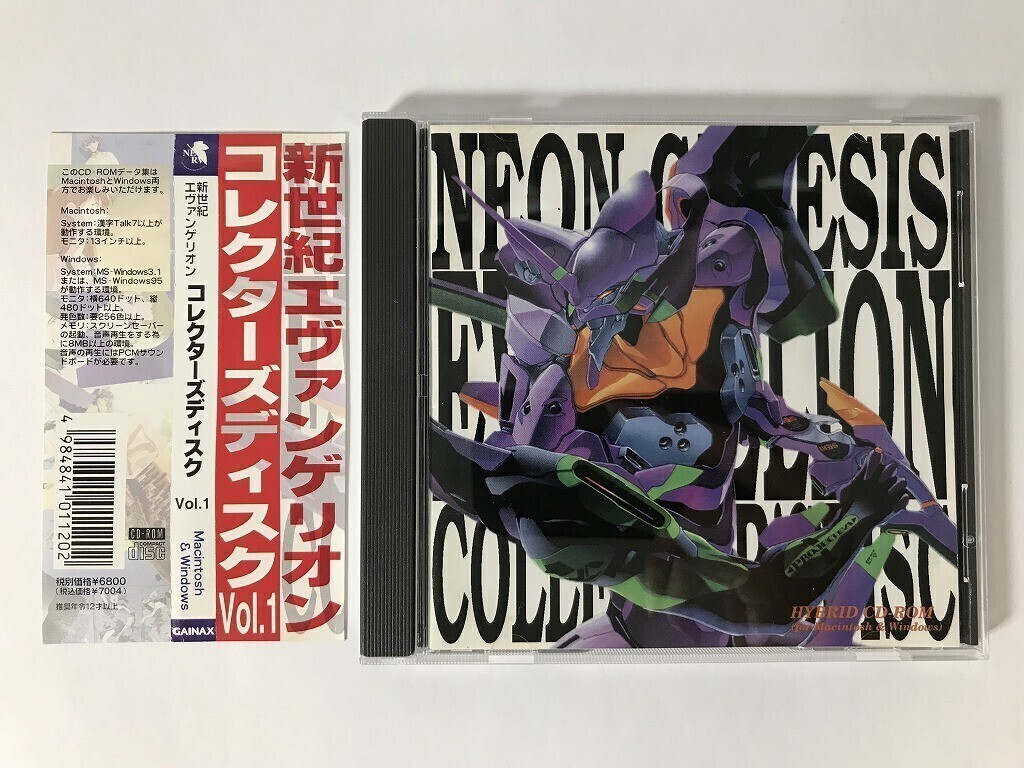 このCD-ROMデータ集は
MacintoshとWindows両
方でお楽しみいただけます。
Macintosh:
System:漢字Talk7以上が
動作する環境。
モニタ:13インチ以上。
Windows:
System:MS-Windows3.1
または、MS-Windows95
が動作する環境。
モニタ:横640ドット、縦
480ドット以上。
発色数:要256色以上。
メモリ:スクリーンセーバー
の起動、音声再生をする為
に8MB以上の環境。
音声の再生にはPCMサウン
ドボードが必要です。
4 984841 011202
CD-ROM
COMPACT
disc
税別価格¥6800
(税込価格¥7004)
推奨年令12才以上
NERV
新世紀
エヴァンゲリオン
コレクターズディスク
Vol.1
Macintosh
& Windows
GAINAX
新世紀エヴァンゲリオン
コレクターズディスク
Vol.1
NEON G ESIS
E LION
COLLE DISC
HYBRID CD-ROM
(for Macintosh & Windows)